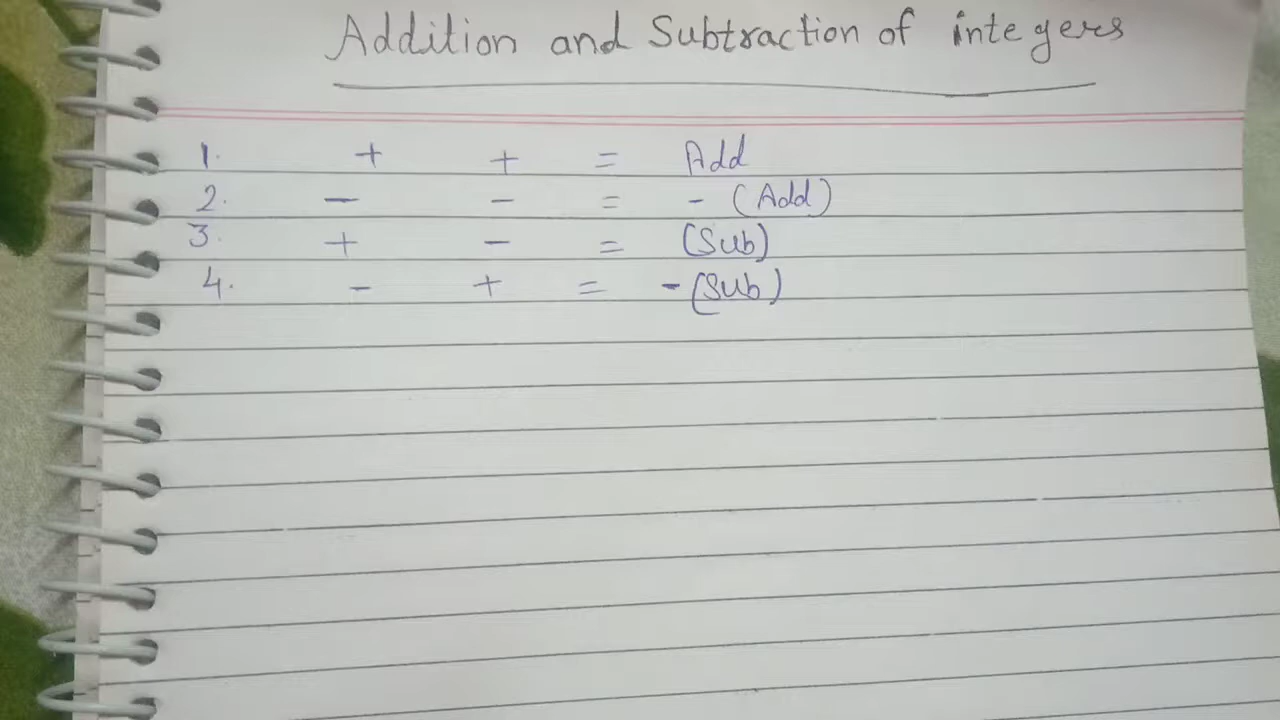 Addition and Subtraction of integers
1. + + = Add
2. - - = - (Add)
3. + - = (Sub)
4. - + = - (Sub)